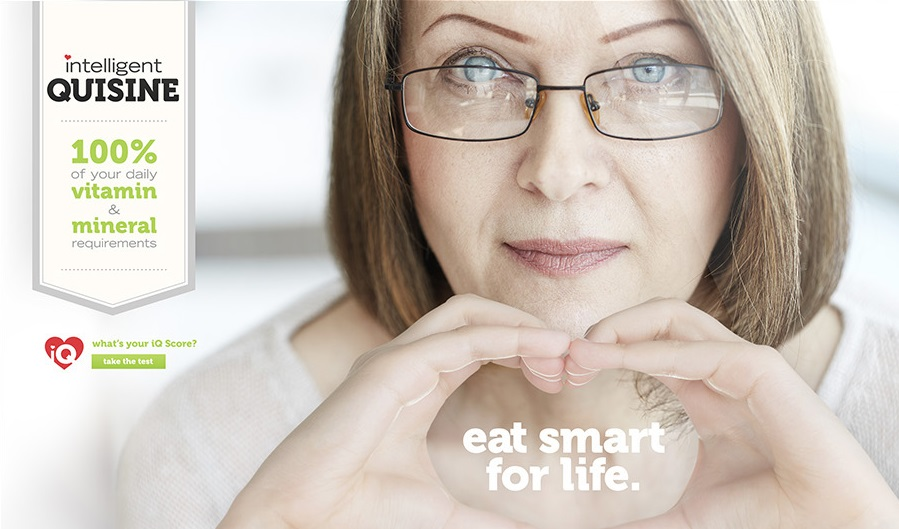 intelligent
QUISINE
100%
of your daily
vitamin
&
mineral
requirements
iQ
what's your iQ Score?
take the test
eat smart
for life.